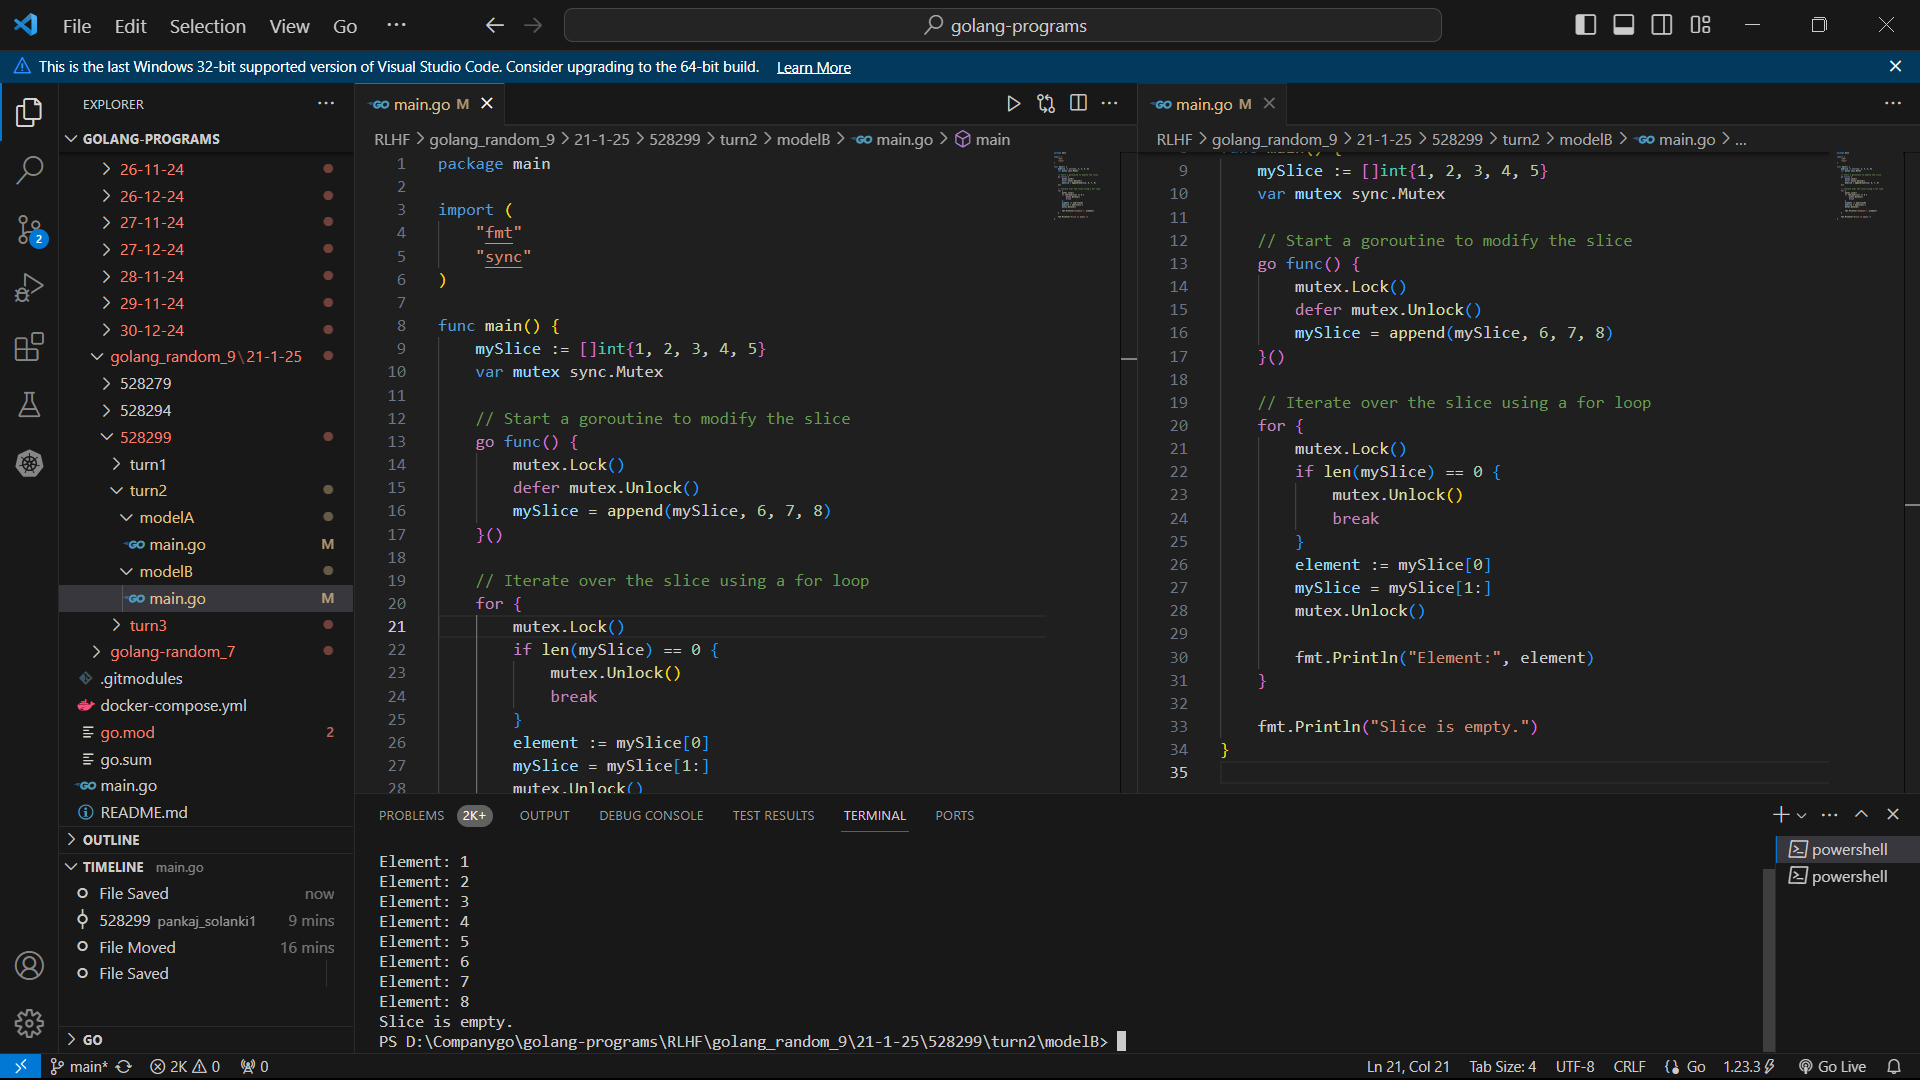 File Edit Selection View Go ··· golang-programs
This is the last Windows 32-bit supported version of Visual Studio Code. Consider upgrading to the 64-bit build. Learn More
EXPLORER
GOLANG-PROGRAMS
26-11-24
26-12-24
27-11-24
27-12-24
28-11-24
29-11-24
30-12-24
golang_random_9\21-1-25
528279
528294
528299
turn1
turn2
modelA
GO main.go M
modelB
GO main.go M
turn3
golang-random_7
.gitmodules
docker-compose.yml
go.mod 2
go.sum
GO main.go
README.md
OUTLINE
TIMELINE main.go
File Saved now
528299 pankaj_solanki1 9 mins
File Moved 16 mins
File Saved
GO
2
GO main.go M
RLHF > golang_random_9 > 21-1-25 > 528299 > turn2 > modelB > GO main.go > main
1 package main
2
3 import (
4 "fmt"
5 "sync"
6 )
7
8 func main() {
9 mySlice := []int{1, 2, 3, 4, 5}
10 var mutex sync.Mutex
11
12 // Start a goroutine to modify the slice
13 go func() {
14 mutex.Lock()
15 defer mutex.Unlock()
16 mySlice = append(mySlice, 6, 7, 8)
17 }()
18
19 // Iterate over the slice using a for loop
20 for {
21 mutex.Lock()
22 if len(mySlice) == 0 {
23 mutex.Unlock()
24 break
25 }
26 element := mySlice[0]
27 mySlice = mySlice[1:]
28 mutex.Unlock()
GO main.go M
RLHF > golang_random_9 > 21-1-25 > 528299 > turn2 > modelB > GO main.go > ...
9 mySlice := []int{1, 2, 3, 4, 5}
10 var mutex sync.Mutex
11
12 // Start a goroutine to modify the slice
13 go func() {
14 mutex.Lock()
15 defer mutex.Unlock()
16 mySlice = append(mySlice, 6, 7, 8)
17 }()
18
19 // Iterate over the slice using a for loop
20 for {
21 mutex.Lock()
22 if len(mySlice) == 0 {
23 mutex.Unlock()
24 break
25 }
26 element := mySlice[0]
27 mySlice = mySlice[1:]
28 mutex.Unlock()
29
30 fmt.Println("Element:", element)
31 }
32
33 fmt.Println("Slice is empty.")
34 }
35
PROBLEMS 2K+ OUTPUT DEBUG CONSOLE TEST RESULTS TERMINAL PORTS
Element: 1
Element: 2
Element: 3
Element: 4
Element: 5
Element: 6
Element: 7
Element: 8
Slice is empty.
PS D:\Companygo\golang-programs\RLHF\golang_random_9\21-1-25\528299\turn2\modelB>
powershell
powershell
main* 2K 0 0 Ln 21, Col 21 Tab Size: 4 UTF-8 CRLF Go 1.23.3 Go Live